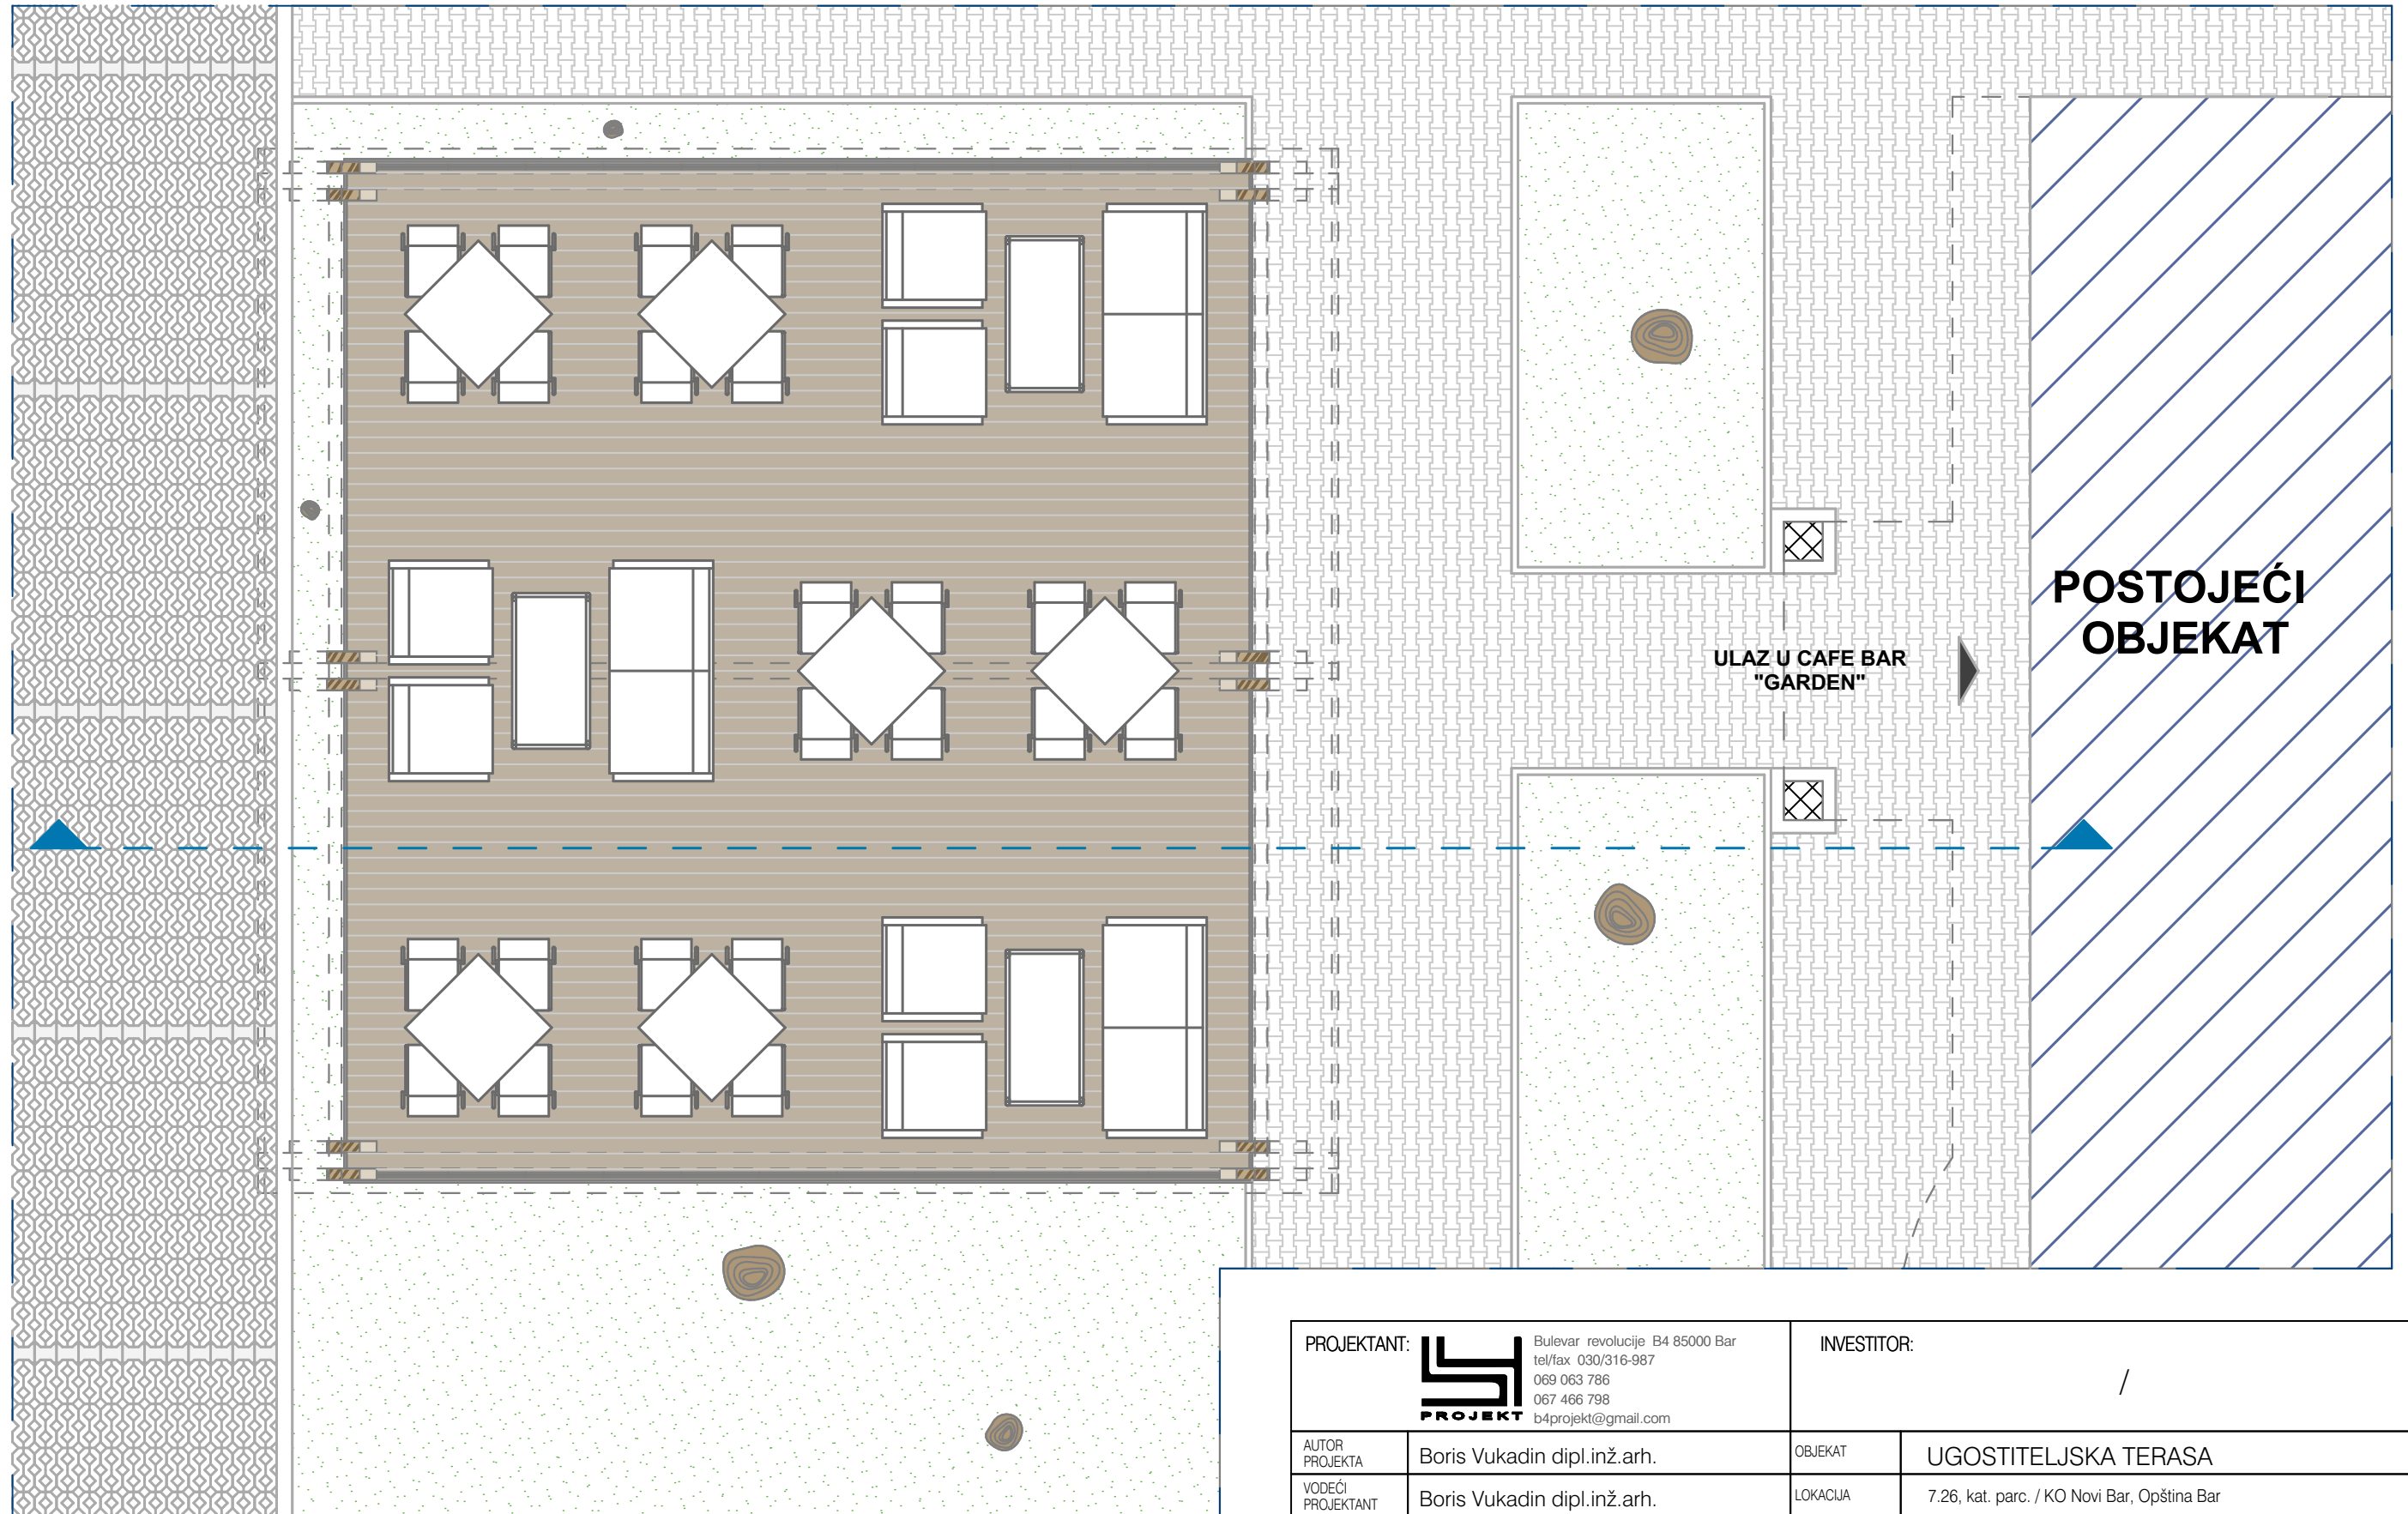 POSTOJEĆI
OBJEKAT
ULAZ U CAFE BAR
"GARDEN"
PROJEKTANT:
PROJEKT
Bulevar revolucije B4 85000 Bar
tel/fax 030/316-987
069 063 786
067 466 798
b4projekt@gmail.com
INVESTITOR:
/
AUTOR
PROJEKTA
Boris Vukadin dipl.inž.arh.
OBJEKAT
UGOSTITELJSKA TERASA
VODEĆI
PROJEKTANT
Boris Vukadin dipl.inž.arh.
LOKACIJA
7.26, kat. parc. / KO Novi Bar, Opština Bar